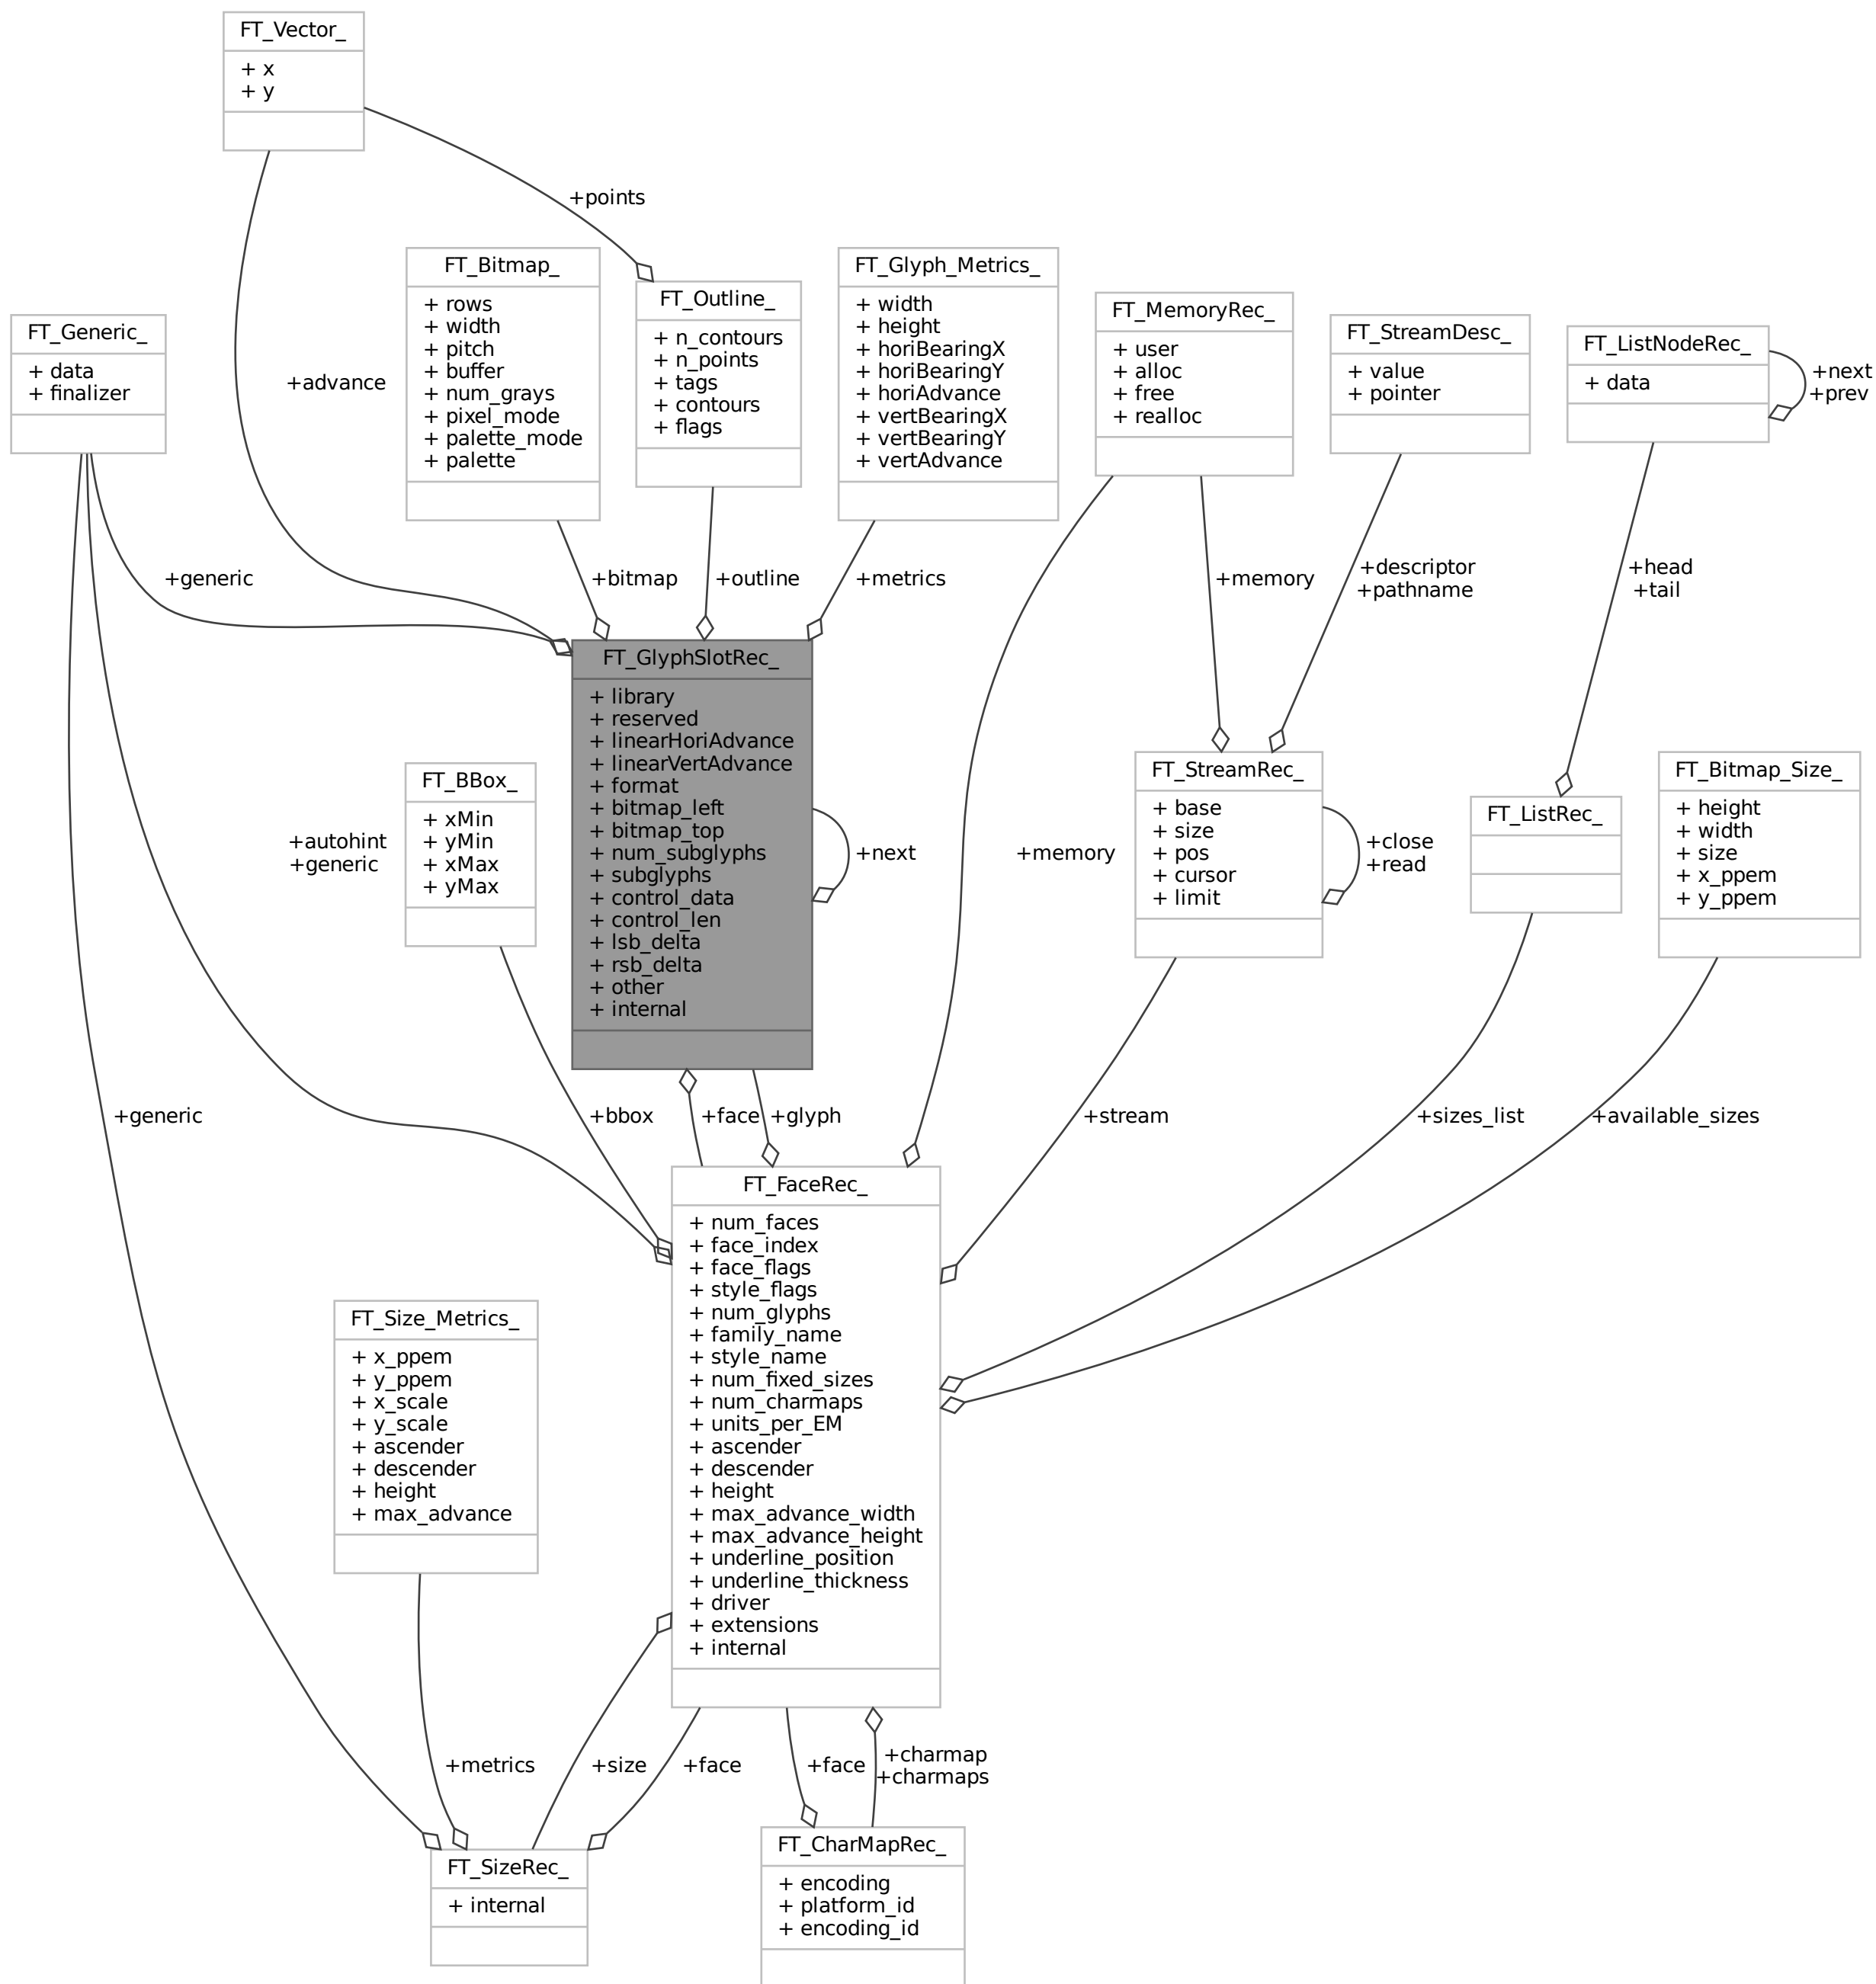 FT_Vector_
+ x
+ y
+points
FT_Bitmap_
+ rows
+ width
+ pitch
+ buffer
+ num_grays
+ pixel_mode
+ palette_mode
+ palette
FT_Outline_
+ n_contours
+ n_points
+ tags
+ contours
+ flags
FT_Glyph_Metrics_
+ width
+ height
+ horiBearingX
+ horiBearingY
+ horiAdvance
+ vertBearingX
+ vertBearingY
+ vertAdvance
FT_MemoryRec_
+ user
+ alloc
+ free
+ realloc
FT_StreamDesc_
+ value
+ pointer
FT_ListNodeRec_
+ data
+next
+prev
FT_Generic_
+ data
+ finalizer
+advance
+generic
+bitmap
+outline
+metrics
+memory
+descriptor
+pathname
+head
+tail
FT_GlyphSlotRec_
+ library
+ reserved
+ linearHoriAdvance
+ linearVertAdvance
+ format
+ bitmap_left
+ bitmap_top
+ num_subglyphs
+ subglyphs
+ control_data
+ control_len
+ lsb_delta
+ rsb_delta
+ other
+ internal
+next
FT_BBox_
+ xMin
+ yMin
+ xMax
+ yMax
+autohint
+generic
+memory
FT_StreamRec_
+ base
+ size
+ pos
+ cursor
+ limit
+close
+read
FT_ListRec_
FT_Bitmap_Size_
+ height
+ width
+ size
+ x_ppem
+ y_ppem
+generic
+bbox
+face
+glyph
+stream
+sizes_list
+available_sizes
FT_FaceRec_
+ num_faces
+ face_index
+ face_flags
+ style_flags
+ num_glyphs
+ family_name
+ style_name
+ num_fixed_sizes
+ num_charmaps
+ units_per_EM
+ ascender
+ descender
+ height
+ max_advance_width
+ max_advance_height
+ underline_position
+ underline_thickness
+ driver
+ extensions
+ internal
FT_Size_Metrics_
+ x_ppem
+ y_ppem
+ x_scale
+ y_scale
+ ascender
+ descender
+ height
+ max_advance
+metrics
+size
+face
+face
+charmap
+charmaps
FT_SizeRec_
+ internal
FT_CharMapRec_
+ encoding
+ platform_id
+ encoding_id